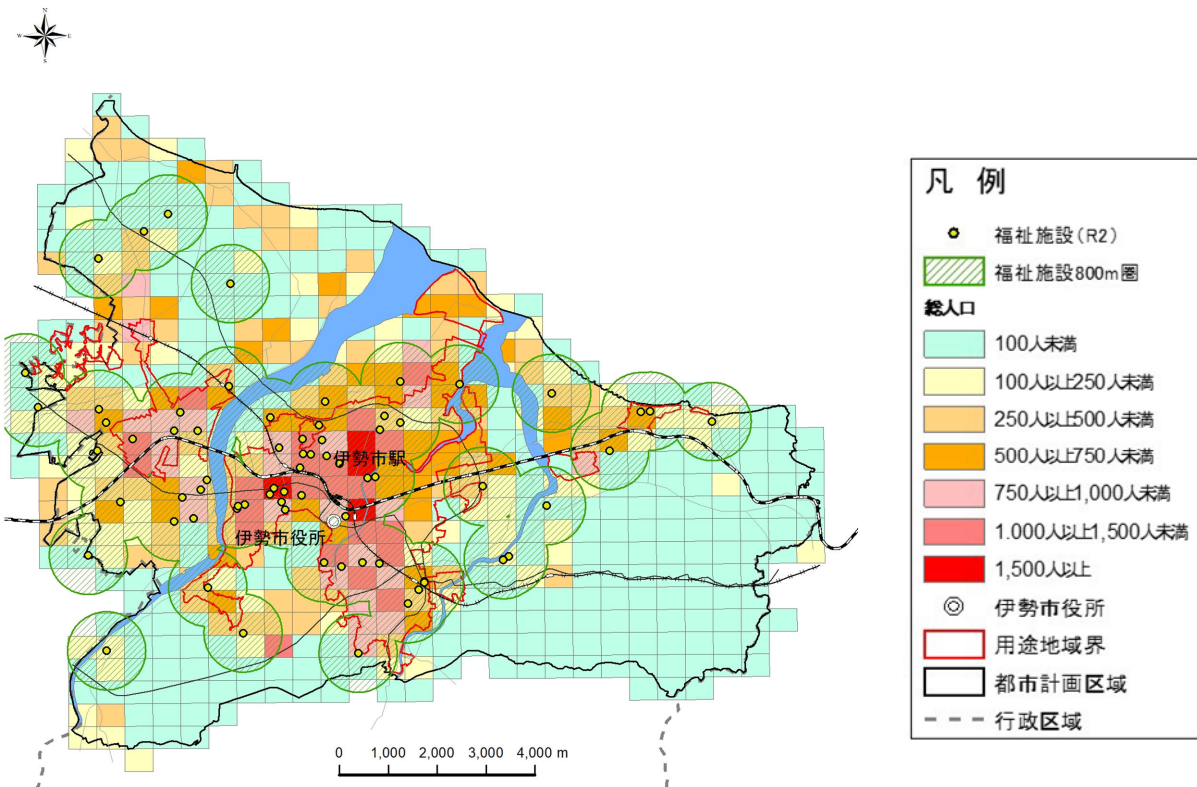 N
W
E
S
伊勢市駅
伊勢市役所
0 1,000 2,000 3,000 4,000 m
凡 例
福祉施設(R2)
福祉施設800m圏
総人口
100人未満
100人以上250人未満
250人以上500人未満
500人以上750人未満
750人以上1,000人未満
1.000人以上1,500人未満
1,500人以上
伊勢市役所
用途地域界
都市計画区域
行政区域